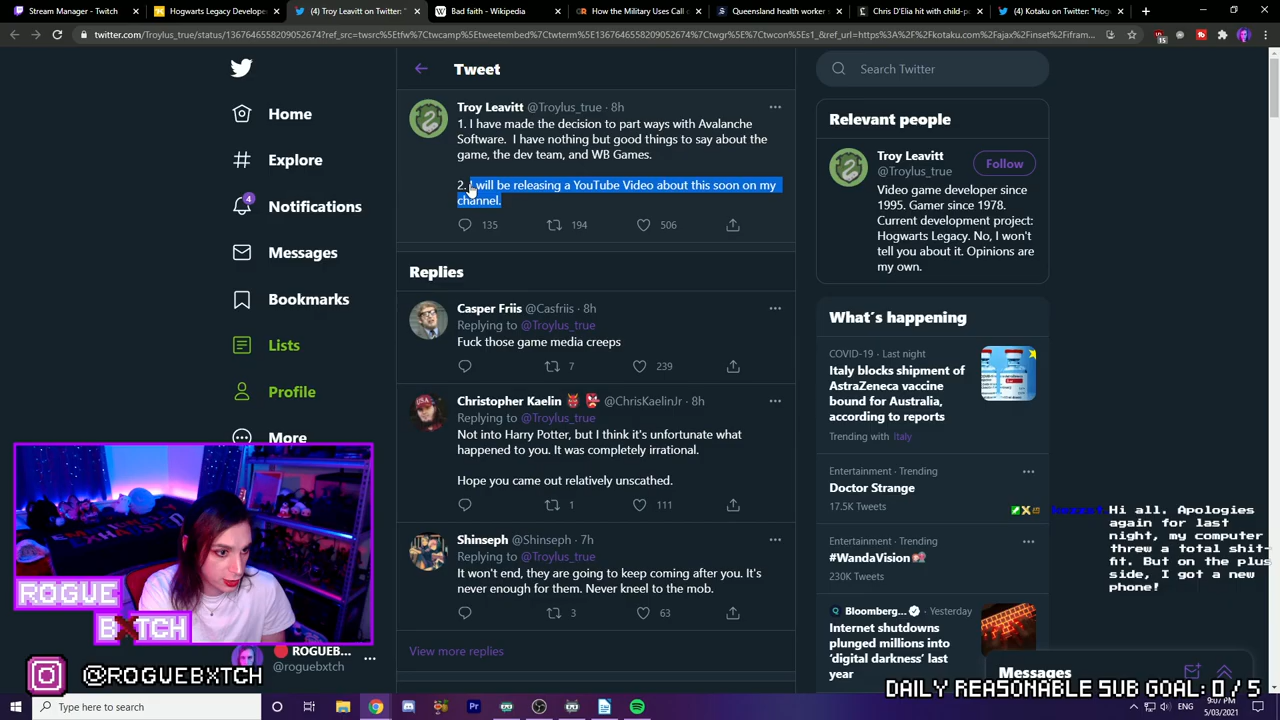 Stream Manager - Twitch
Hogwarts Legacy Develope
(4) Troy Leavitt on Twitter: "
Bad faith - Wikipedia
How the Military Uses Call o
Queensland health worker
Chris D'Elia hit with child-p
(4) Kotaku on Twitter: "Hog
twitter.com/Troylus_true/status/1367646558209052674?ref_src=twsrc%5Etfw%7Ctwcamp%5Etweetembed%7Ctwterm%5E1367646558209052674%7Ctwgr%5E%7Ctwcon%5Es1_&ref_url=https%3A%2F%2Fkotaku.com%2Fajax%2Finset%2Fifram...
Home
Explore
4
Notifications
Messages
Bookmarks
Lists
Profile
More
Tweet
Troy Leavitt @Troylus_true · 8h
1. I have made the decision to part ways with Avalanche
Software. I have nothing but good things to say about the
game, the dev team, and WB Games.
2. I will be releasing a YouTube Video about this soon on my
channel.
135 194 506
Replies
Casper Friis @Casfriis · 8h
Replying to @Troylus_true
Fuck those game media creeps
7 239
Christopher Kaelin @ChrisKaelinJr · 8h
Replying to @Troylus_true
Not into Harry Potter, but I think it's unfortunate what
happened to you. It was completely irrational.
Hope you came out relatively unscathed.
1 111
Shinseph @Shinseph · 7h
Replying to @Troylus_true
It won't end, they are going to keep coming after you. It's
never enough for them. Never kneel to the mob.
3 63
View more replies
Search Twitter
Relevant people
Troy Leavitt
@Troylus_true
Follow
Video game developer since
1995. Gamer since 1978.
Current development project:
Hogwarts Legacy. No, I won't
tell you about it. Opinions are
my own.
What's happening
COVID-19 · Last night
Italy blocks shipment of
AstraZeneca vaccine
bound for Australia,
according to reports
Trending with Italy
Entertainment · Trending
Doctor Strange
17.5K Tweets
Entertainment · Trending
#WandaVision
230K Tweets
Bloomberg... · Yesterday
Internet shutdowns
plunged millions into
'digital darkness' last
year
Messages
Hi all. Apologies
again for last
night, my computer
threw a total shit-
fit. But on the plus
side, I got a new
phone!
ROGUE
BXTCH
ROGUEB...
@roguebxtch
@ROGUEBXTCH
DAILY REASONABLE SUB GOAL: 0 / 5
Type here to search
9:07 PM
5/03/2021